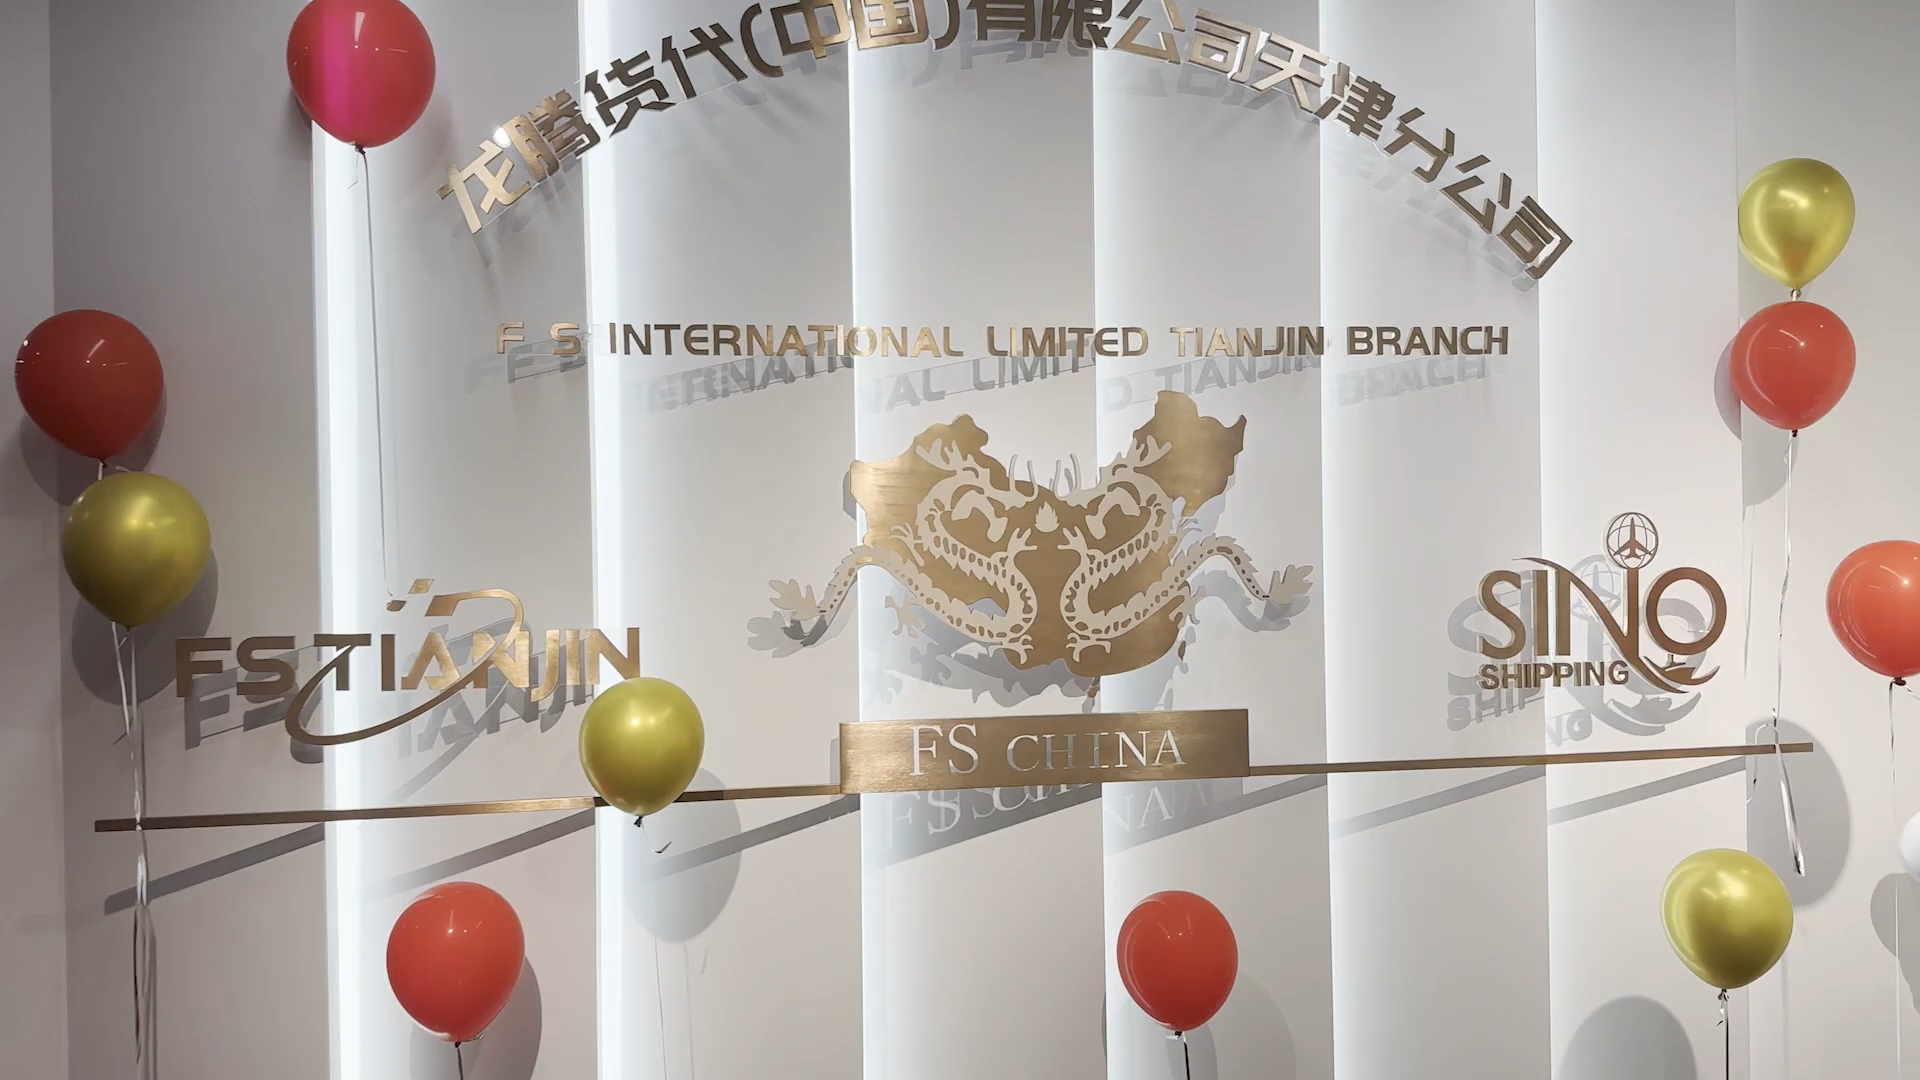 龙腾货代(中国)有限公司天津分公司
F S INTERNATIONAL LIMITED TIANJIN BRANCH
FS TIANJIN
SINO
SHIPPING
FS CHINA